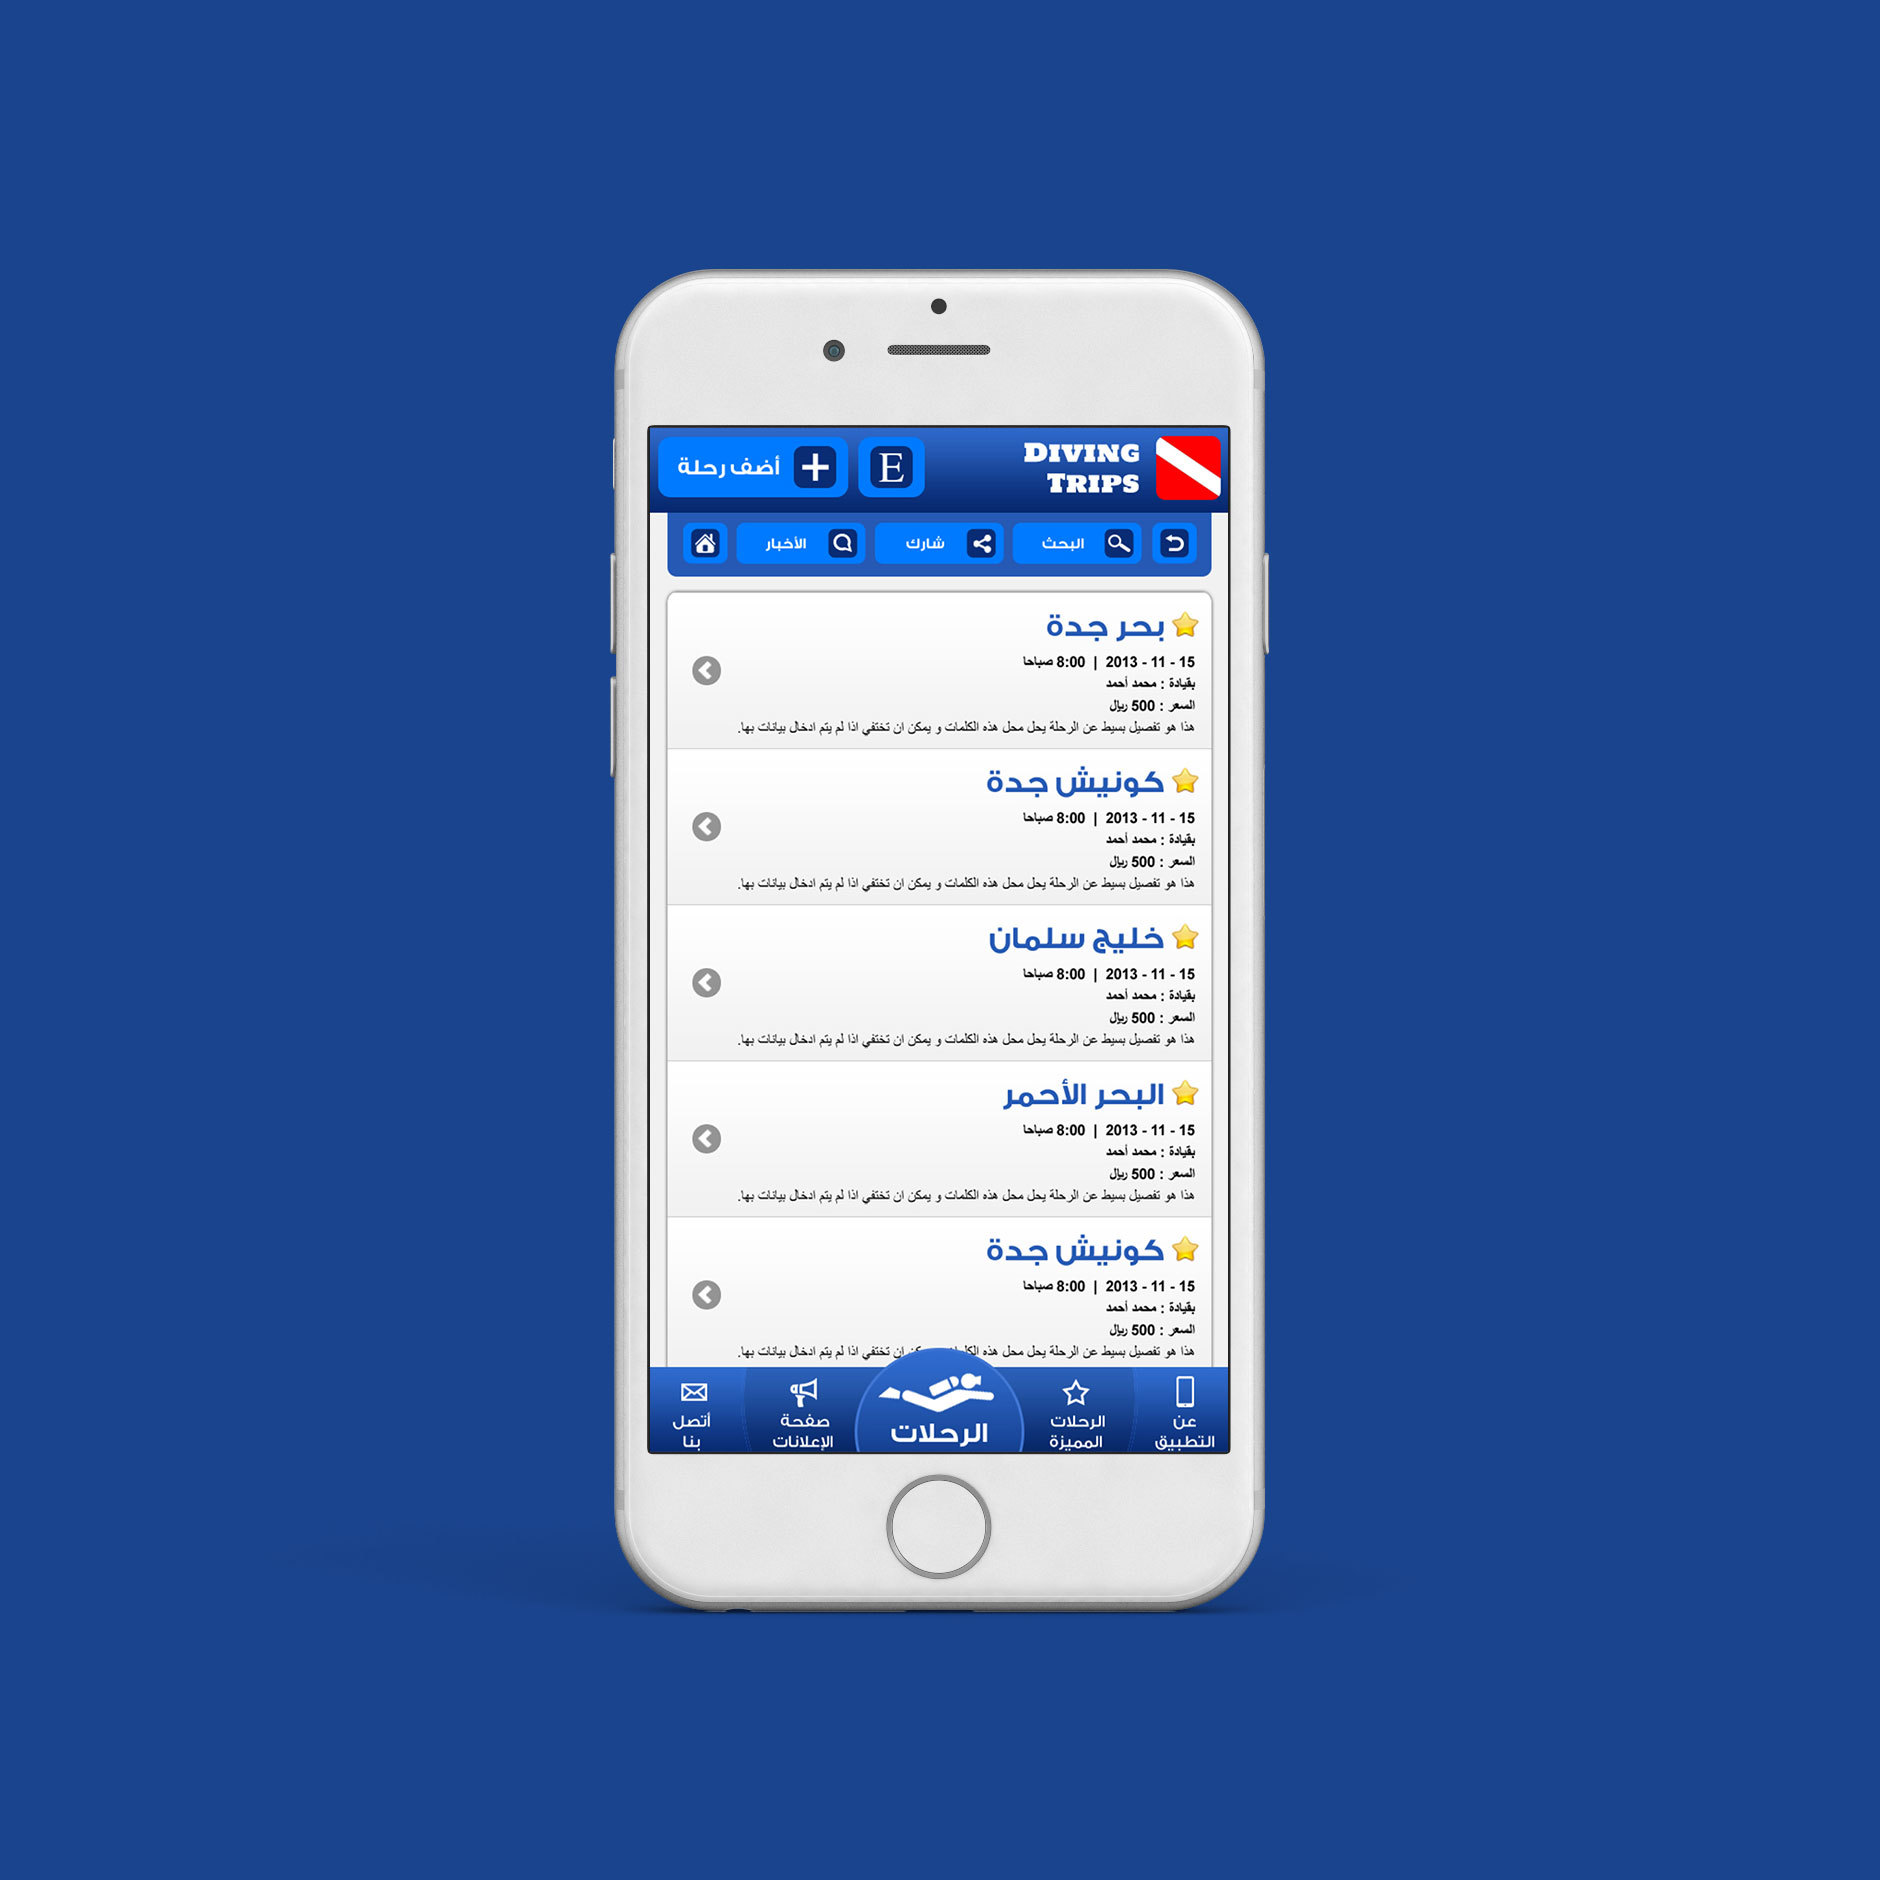 DIVING
TRIPS
E
أضف رحلة
البحث
شارك
الأخبار
بحر جدة
15 - 11 - 2013 | 8:00 صباحا
بقيادة : محمد أحمد
السعر : 500 ريال
هذا هو تفصيل بسيط عن الرحلة يحل محل هذه الكلمات و يمكن ان تختفي اذا لم يتم ادخال بيانات بها.
كونيش جدة
15 - 11 - 2013 | 8:00 صباحا
بقيادة : محمد أحمد
السعر : 500 ريال
هذا هو تفصيل بسيط عن الرحلة يحل محل هذه الكلمات و يمكن ان تختفي اذا لم يتم ادخال بيانات بها.
خليج سلمان
15 - 11 - 2013 | 8:00 صباحا
بقيادة : محمد أحمد
السعر : 500 ريال
هذا هو تفصيل بسيط عن الرحلة يحل محل هذه الكلمات و يمكن ان تختفي اذا لم يتم ادخال بيانات بها.
البحر الأحمر
15 - 11 - 2013 | 8:00 صباحا
بقيادة : محمد أحمد
السعر : 500 ريال
هذا هو تفصيل بسيط عن الرحلة يحل محل هذه الكلمات و يمكن ان تختفي اذا لم يتم ادخال بيانات بها.
كونيش جدة
15 - 11 - 2013 | 8:00 صباحا
بقيادة : محمد أحمد
السعر : 500 ريال
هذا هو تفصيل بسيط عن الرحلة يحل محل هذه ان تختفي اذا لم يتم ادخال بيانات بها.
عن
التطبيق
الرحلات
المميزة
الرحلات
صفحة
الإعلانات
أتصل
بنا